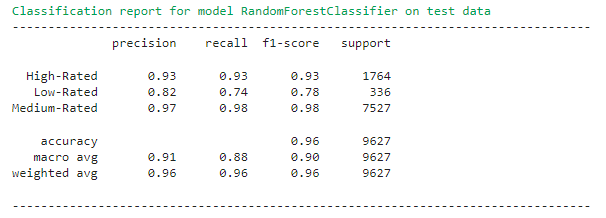 Classification report for model RandomForestClassifier on test data
--------------------------------------------------------------------------------
precision recall f1-score support
High-Rated 0.93 0.93 0.93 1764
Low-Rated 0.82 0.74 0.78 336
Medium-Rated 0.97 0.98 0.98 7527
accuracy 0.96 9627
macro avg 0.91 0.88 0.90 9627
weighted avg 0.96 0.96 0.96 9627
--------------------------------------------------------------------------------